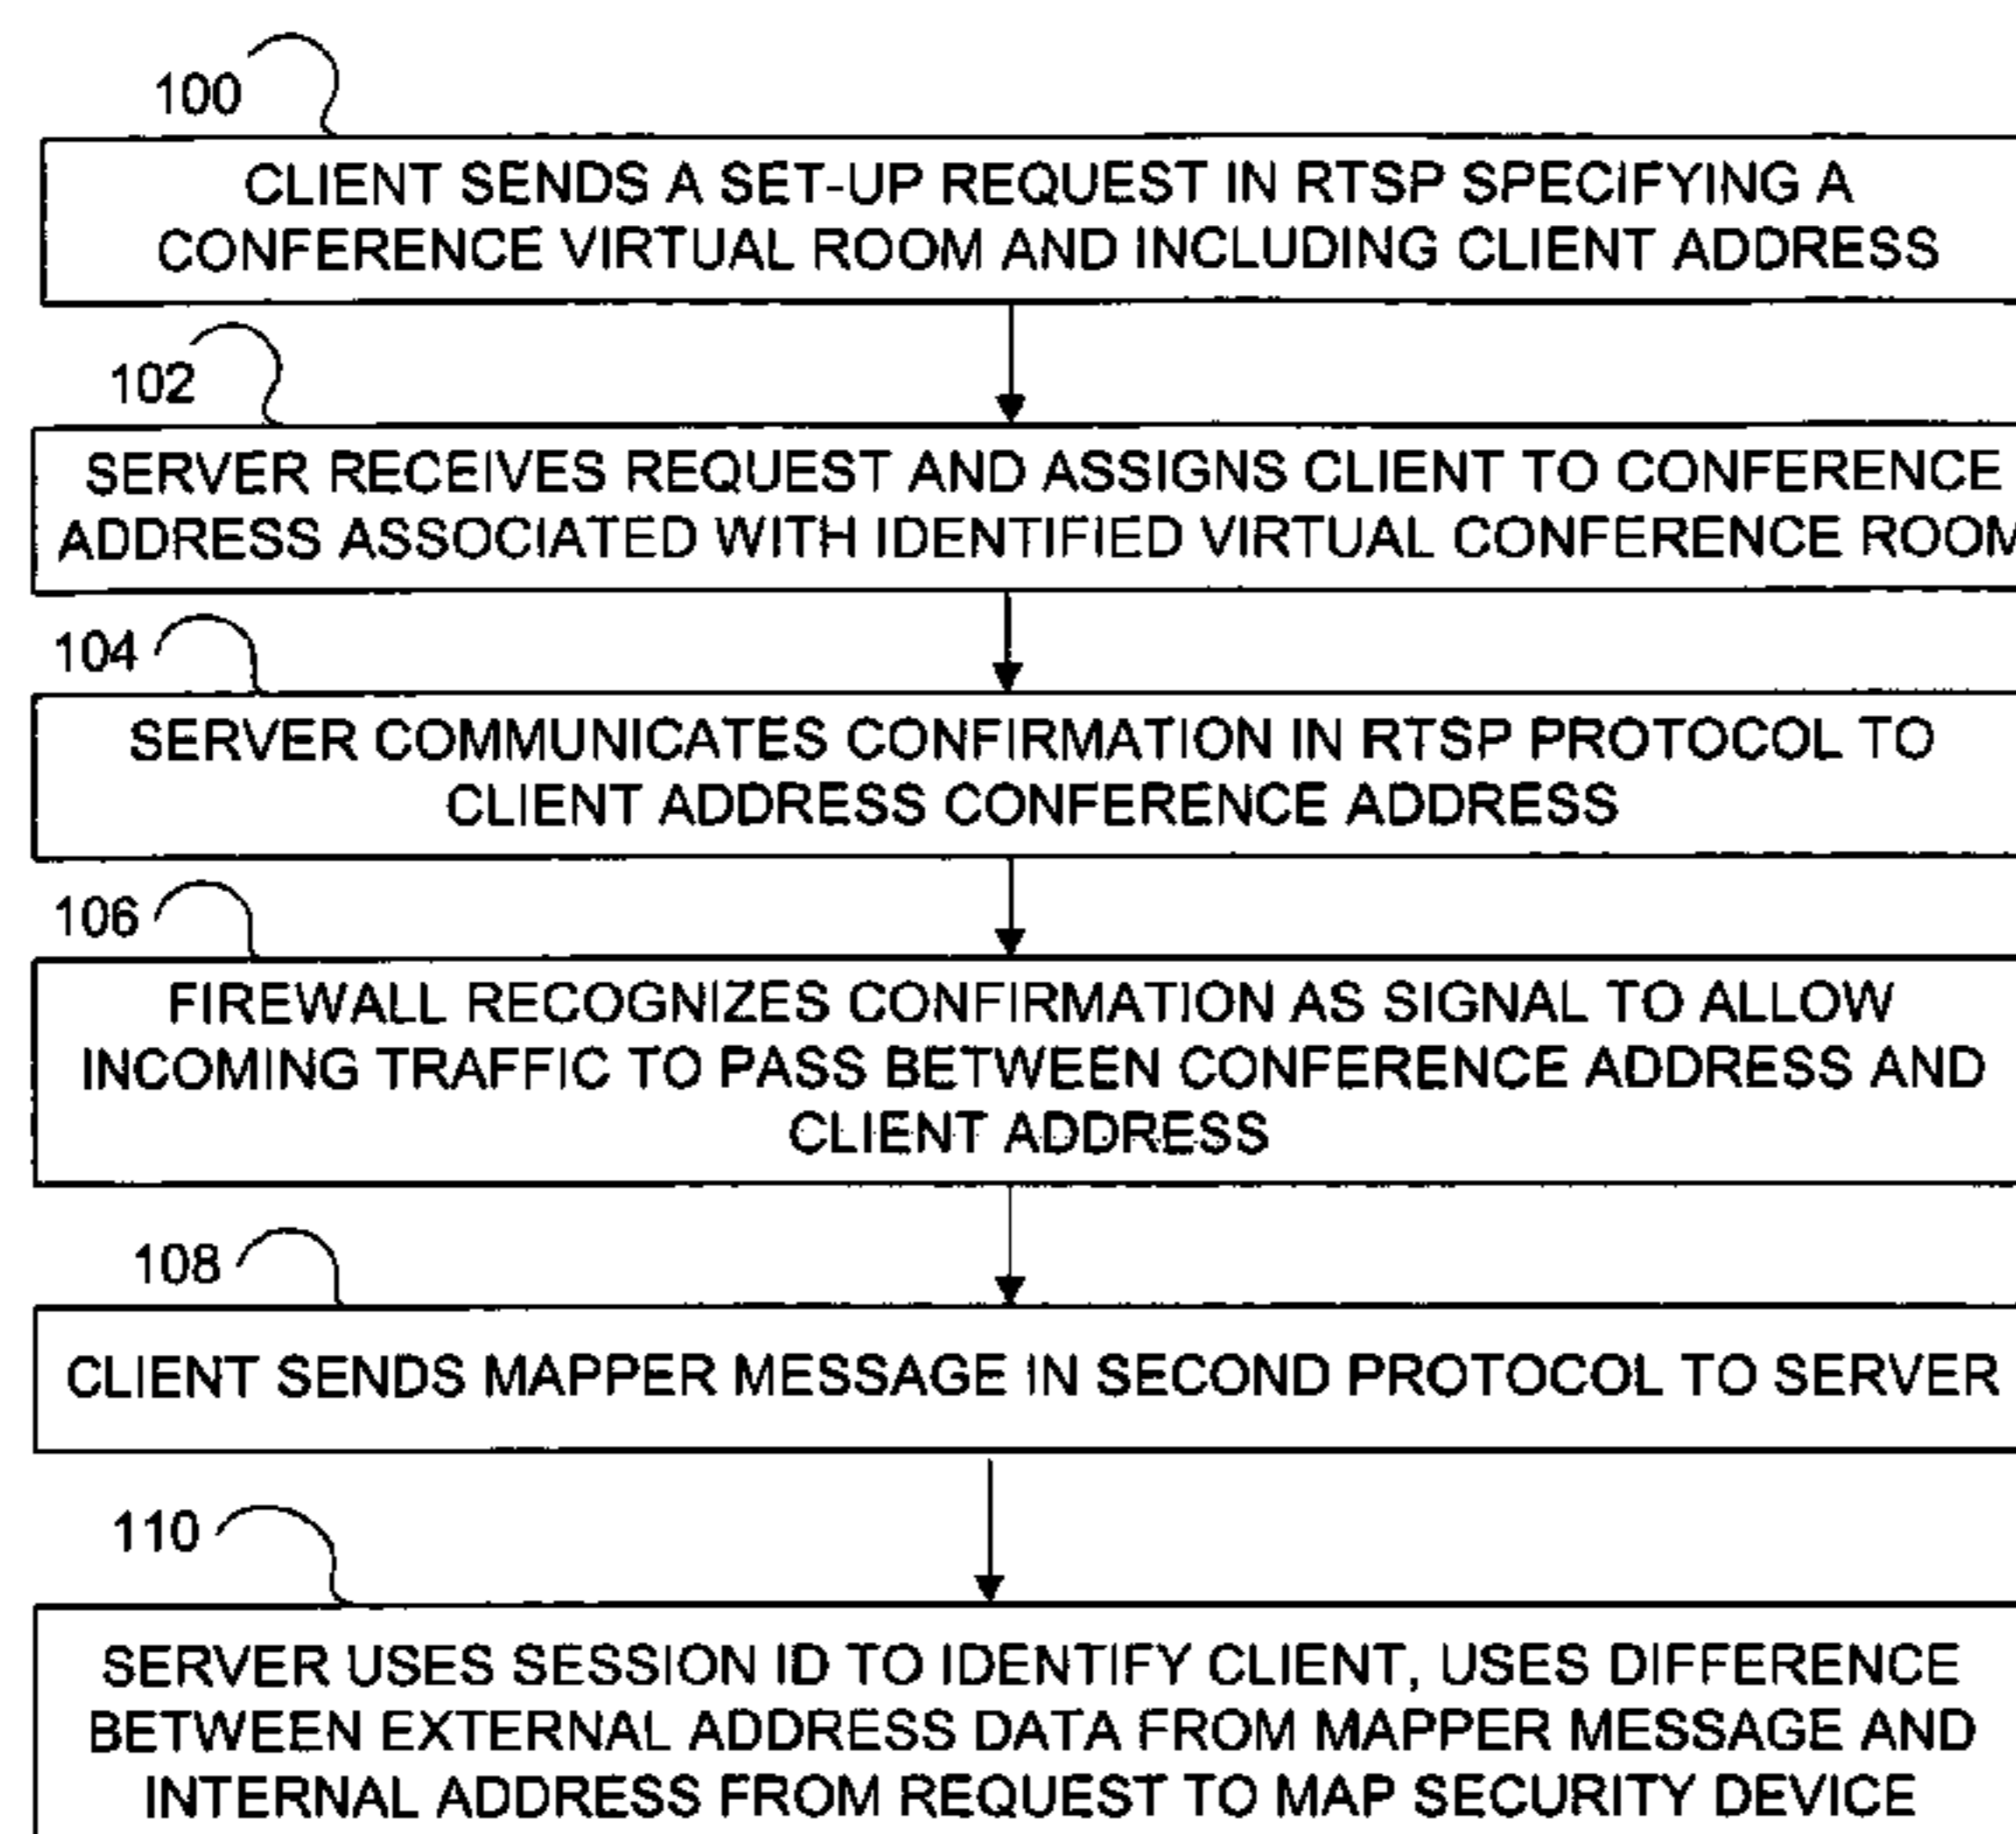 100
CLIENT SENDS A SET-UP REQUEST IN RTSP SPECIFYING A
CONFERENCE VIRTUAL ROOM AND INCLUDING CLIENT ADDRESS
102
SERVER RECEIVES REQUEST AND ASSIGNS CLIENT TO CONFERENCE
ADDRESS ASSOCIATED WITH IDENTIFIED VIRTUAL CONFERENCE ROOM
104
SERVER COMMUNICATES CONFIRMATION IN RTSP PROTOCOL TO
CLIENT ADDRESS CONFERENCE ADDRESS
106
FIREWALL RECOGNIZES CONFIRMATION AS SIGNAL TO ALLOW
INCOMING TRAFFIC TO PASS BETWEEN CONFERENCE ADDRESS AND
CLIENT ADDRESS
108
CLIENT SENDS MAPPER MESSAGE IN SECOND PROTOCOL TO SERVER
110
SERVER USES SESSION ID TO IDENTIFY CLIENT, USES DIFFERENCE
BETWEEN EXTERNAL ADDRESS DATA FROM MAPPER MESSAGE AND
INTERNAL ADDRESS FROM REQUEST TO MAP SECURITY DEVICE